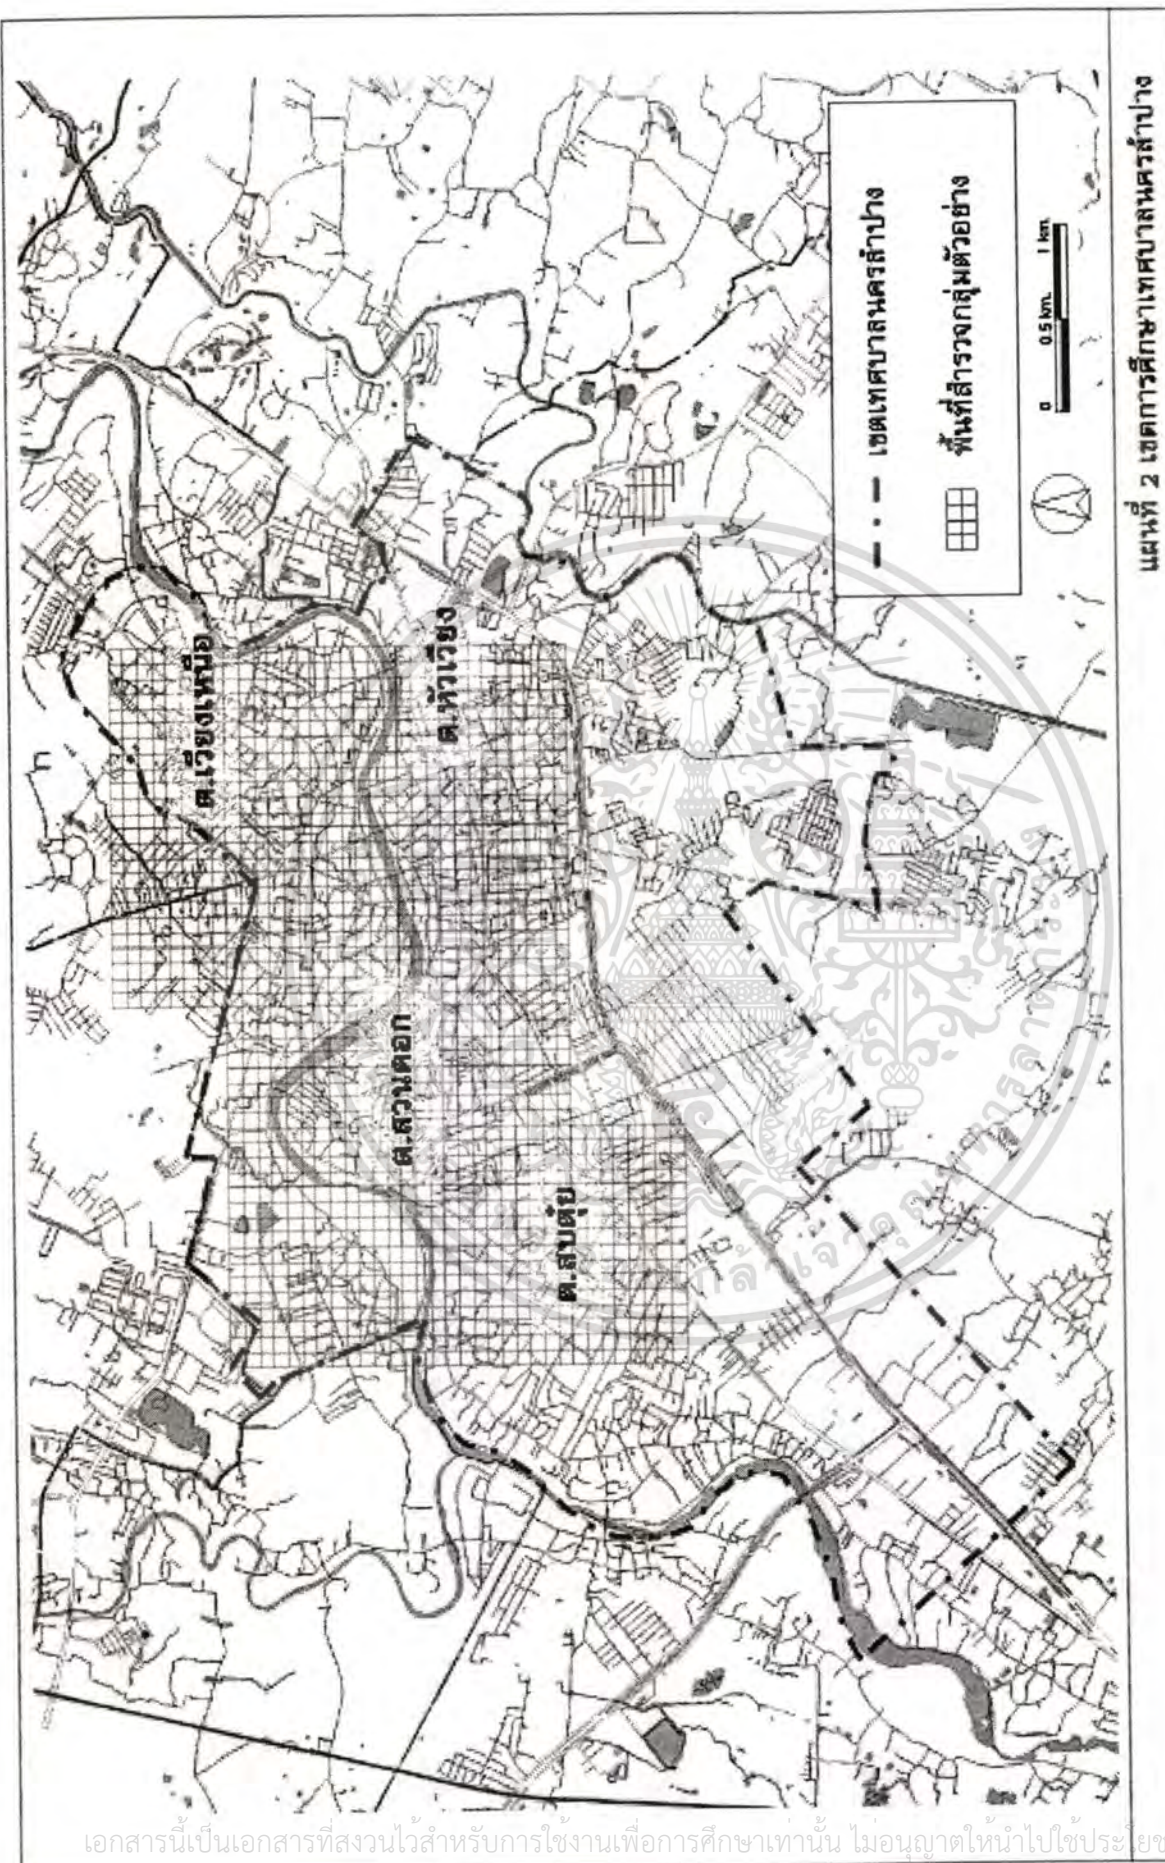 ต.เวียงเหนือ
ต.หัวเวียง
ต.สวนดอก
ต.สบตุ๋ย
เขตเทศบาลนครลำปาง
พื้นที่สำรวจกลุ่มตัวอย่าง
0 0.5 km. 1 km.
แผนที่ 2 เขตการศึกษาเทศบาลนครลำปาง
เอกสารนี้เป็นเอกสารที่สงวนไว้สำหรับการใช้งานเพื่อการศึกษาเท่านั้น ไม่อนุญาตให้นำไปใช้ประโยช